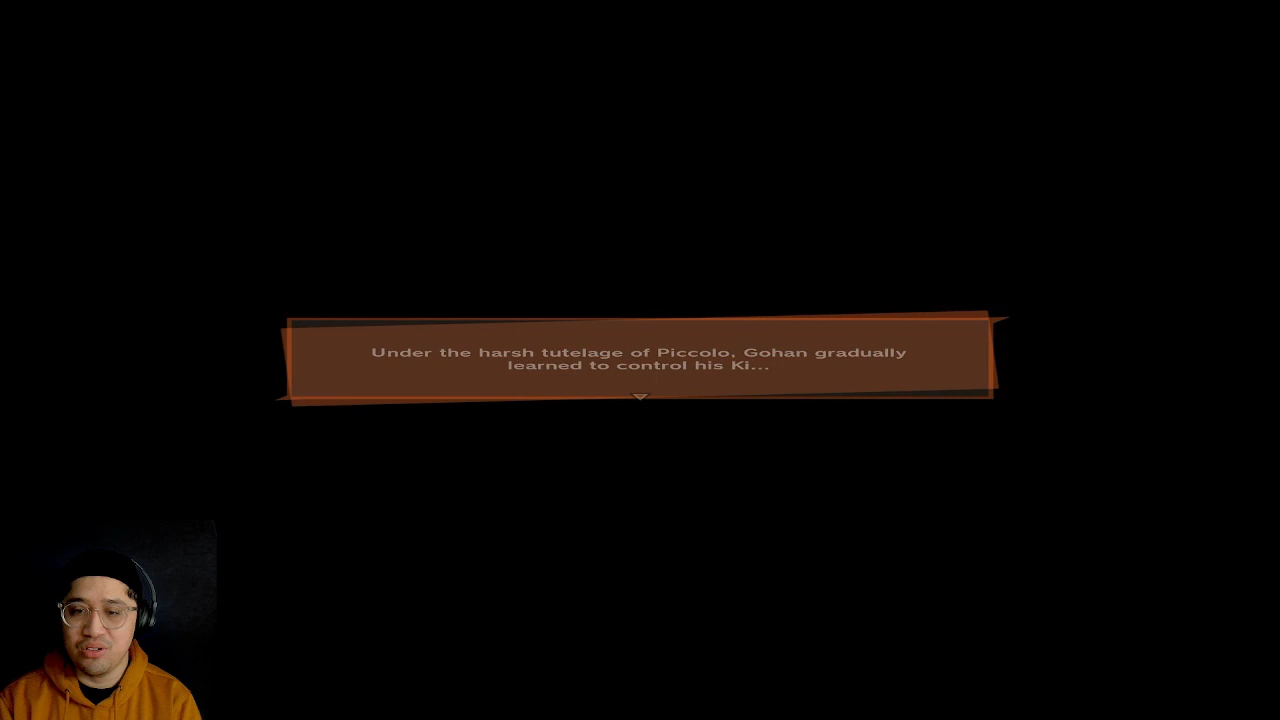 Under the harsh tutelage of Piccolo, Gohan gradually
learned to control his Ki...